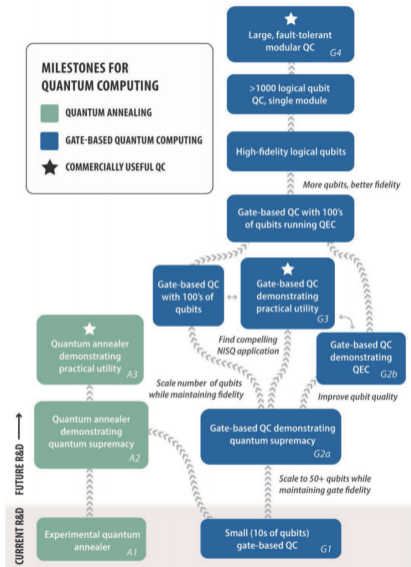 Large, fault-tolerant
modular QC
G4
MILESTONES FOR
QUANTUM COMPUTING
QUANTUM ANNEALING
GATE-BASED QUANTUM COMPUTING
COMMERCIALLY USEFUL QC
>1000 logical qubit
QC, single module
High-fidelity logical qubits
More qubits, better fidelity
Gate-based QC with 100's
of qubits running QEC
Gate-based QC
with 100's of
qubits
Gate-based QC
demonstrating
practical utility
G3
Find compelling
NISQ application
Gate-based QC
demonstrating
QEC
G2b
Quantum annealer
demonstrating
practical utility
A3
Scale number of qubits
while maintaining fidelity
Improve qubit quality
Quantum annealer
demonstrating
quantum supremacy
A2
Gate-based QC demonstrating
quantum supremacy
G2a
Scale to 50+ qubits while
maintaining gate fidelity
FUTURE R&D
CURRENT R&D
Experimental quantum
annealer
A1
Small (10s of qubits)
gate-based QC
G1